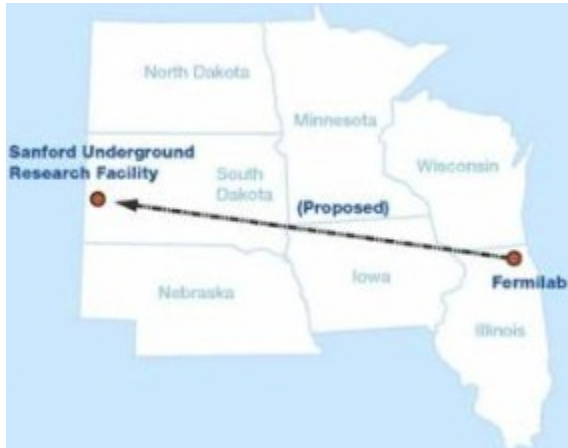 North Dakota
Minnesota
Sanford Underground
Research Facility
South
Dakota
Wisconsin
(Proposed)
Iowa
Fermilab
Nebraska
Illinois